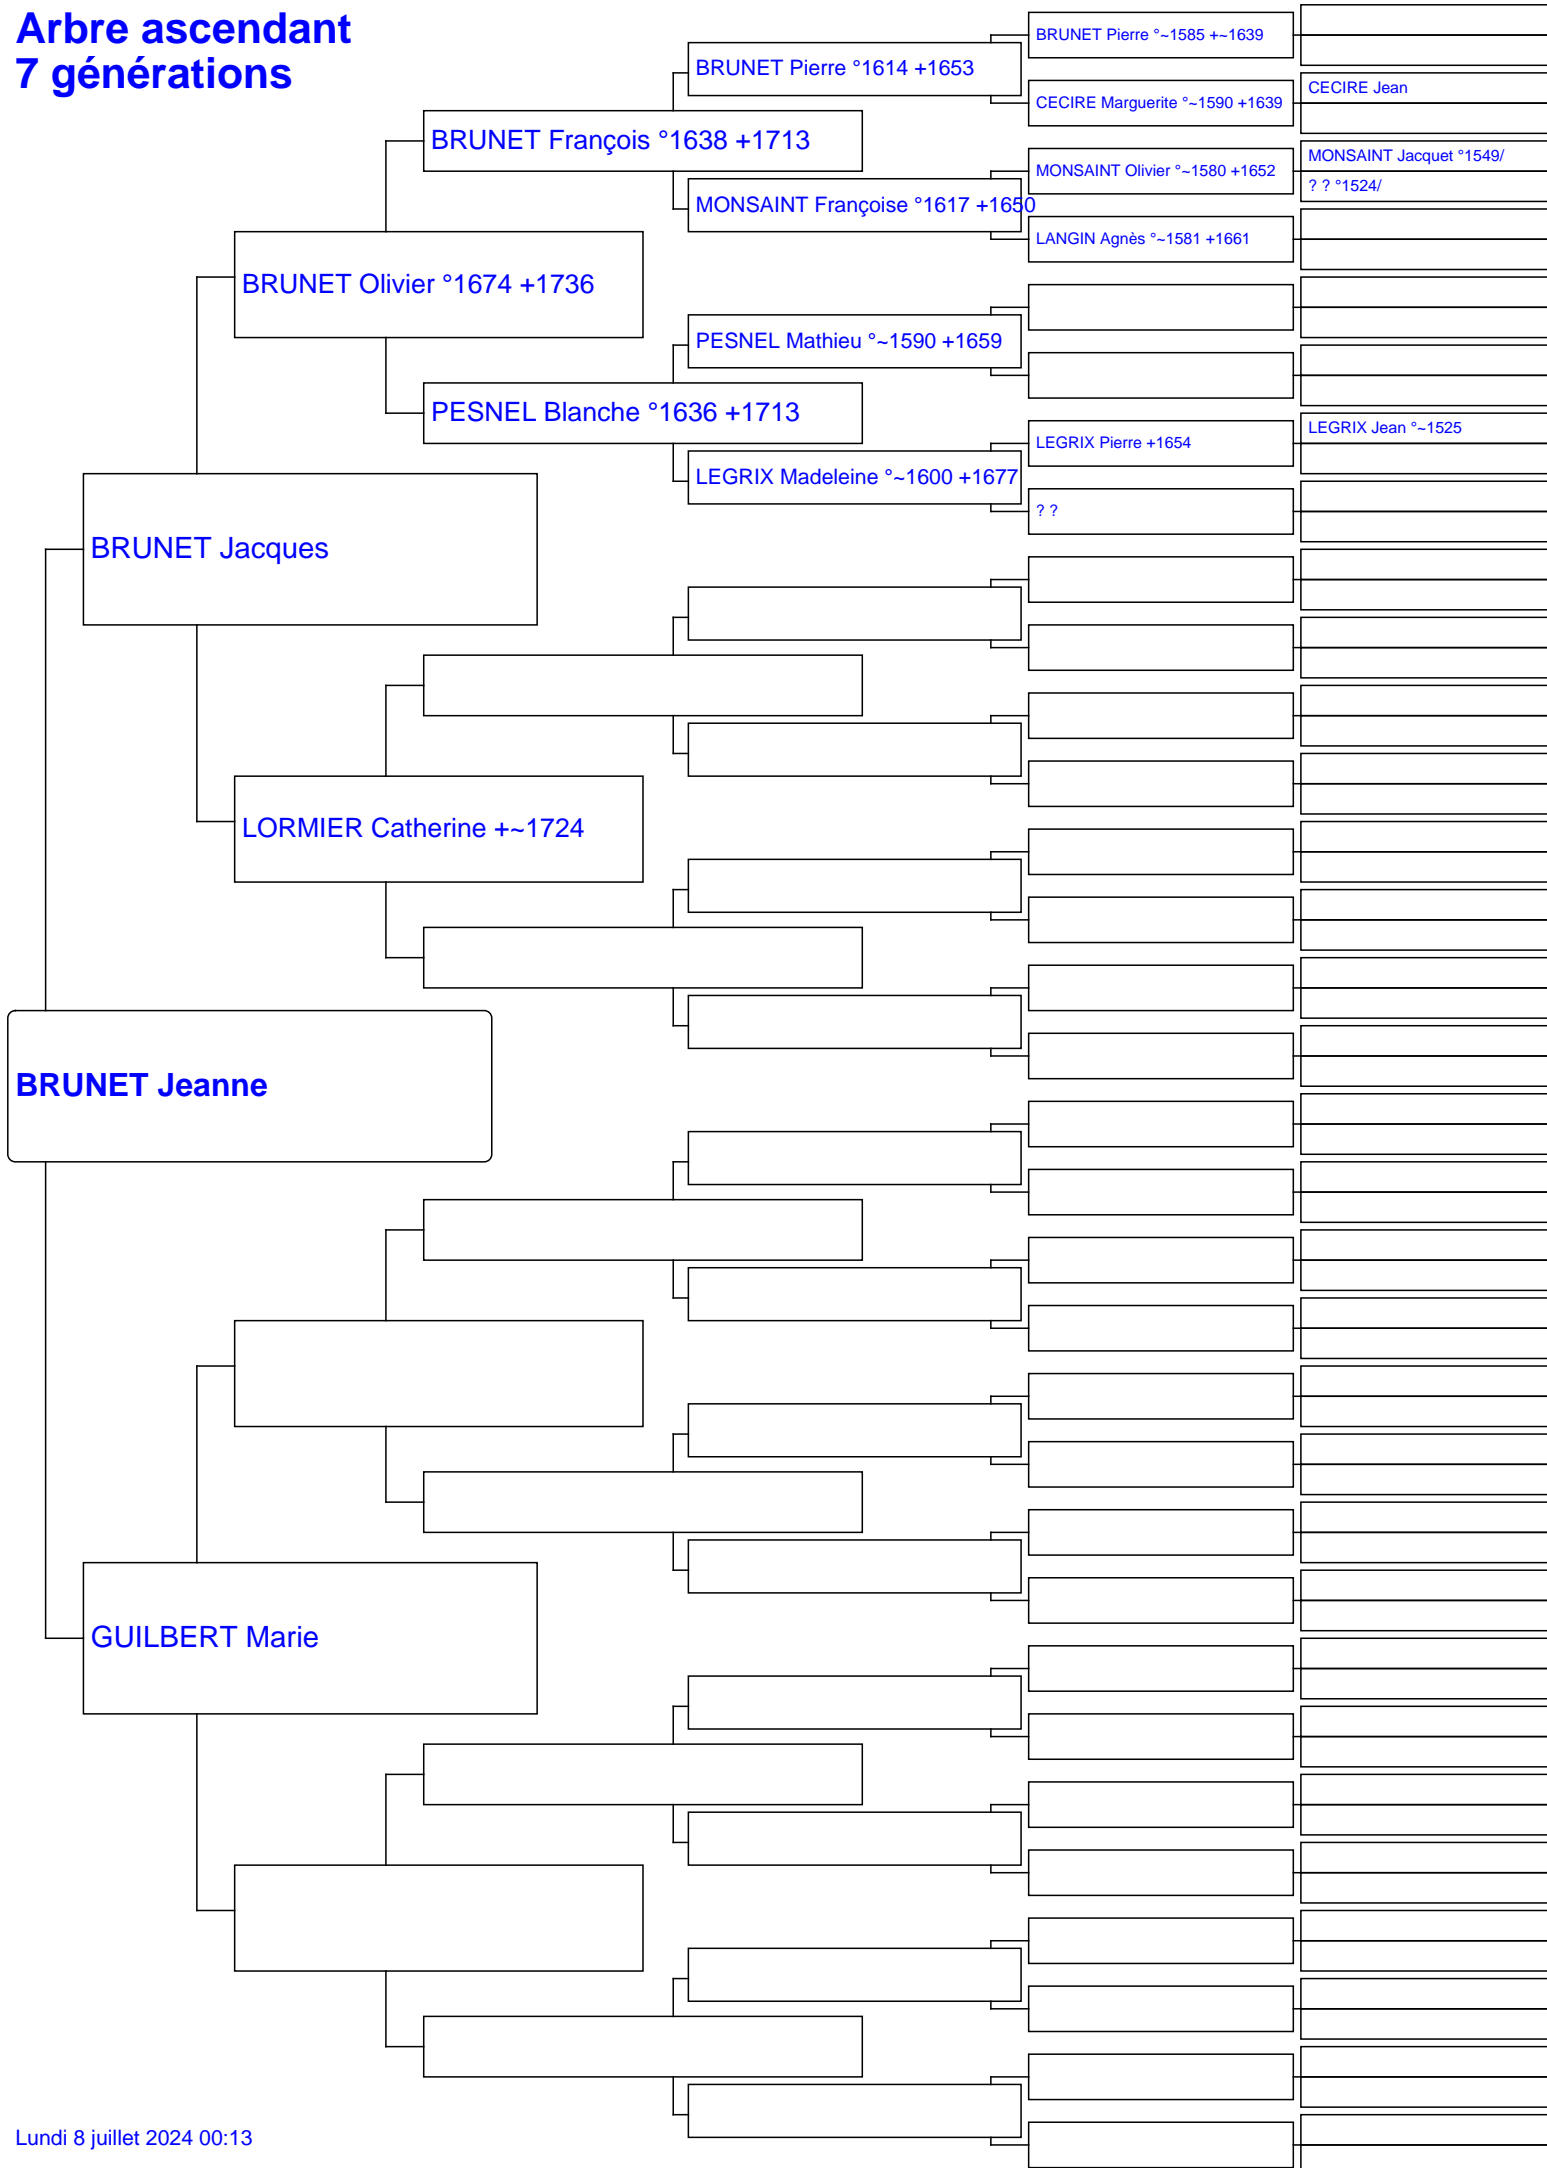 Arbre ascendant
7 générations
BRUNET Pierre °~1585 +~1639
BRUNET Pierre °1614 +1653
CECIRE Jean
CECIRE Marguerite °~1590 +1639
BRUNET François °1638 +1713
MONSAINT Jacquet °1549/
MONSAINT Olivier °~1580 +1652
? ? °1524/
MONSAINT Françoise °1617 +1650
LANGIN Agnès °~1581 +1661
BRUNET Olivier °1674 +1736
PESNEL Mathieu °~1590 +1659
PESNEL Blanche °1636 +1713
LEGRIX Jean °~1525
LEGRIX Pierre +1654
LEGRIX Madeleine °~1600 +1677
? ?
BRUNET Jacques
LORMIER Catherine +~1724
BRUNET Jeanne
GUILBERT Marie
Lundi 8 juillet 2024 00:13